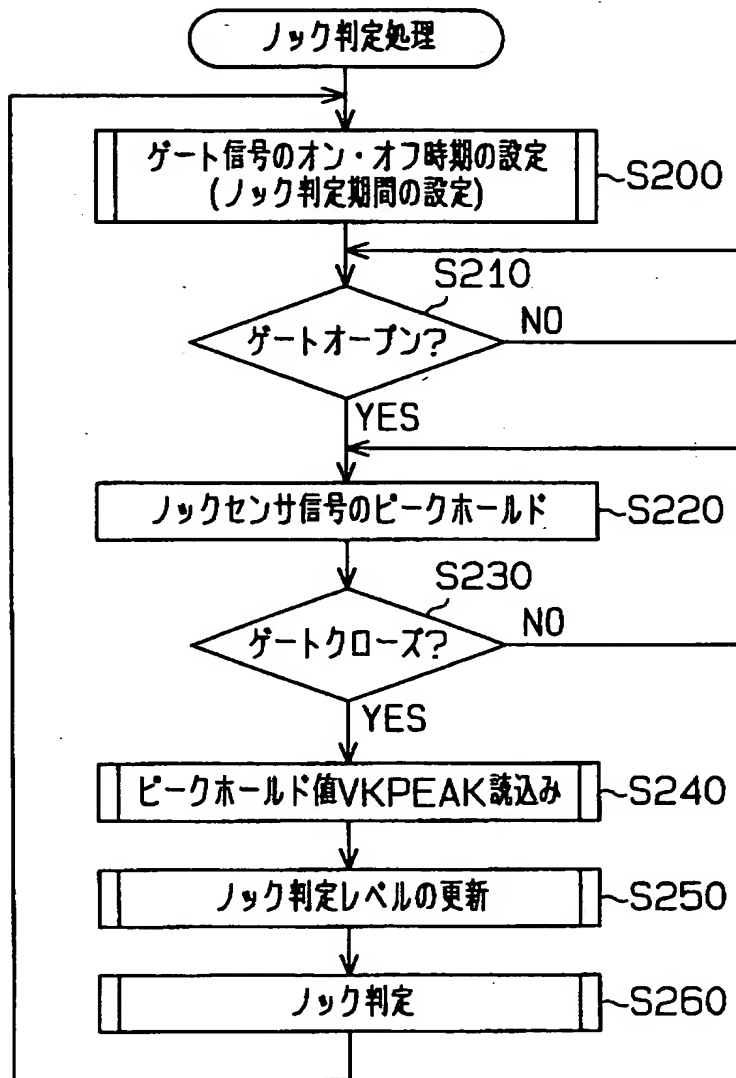 ノック判定処理
ゲート信号のオン・オフ時期の設定
(ノック判定期間の設定)
S200
S210
ゲートオープン?
NO
YES
ノックセンサ信号のピークホールド
S220
S230
ゲートクローズ?
NO
YES
ピークホールド値VKPEAK読込み
S240
ノック判定レベルの更新
S250
ノック判定
S260